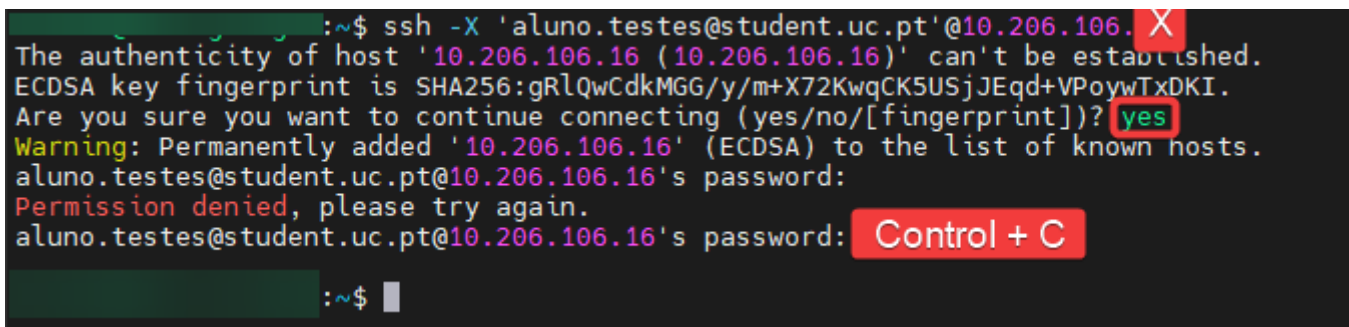 :~$ ssh -X 'aluno.testes@student.uc.pt'@10.206.106. X
The authenticity of host '10.206.106.16 (10.206.106.16)' can't be established.
ECDSA key fingerprint is SHA256:gRlQwCdkMGG/y/m+X72KwqCK5USjJEqd+VPoywTxDKI.
Are you sure you want to continue connecting (yes/no/[fingerprint])? yes
Warning: Permanently added '10.206.106.16' (ECDSA) to the list of known hosts.
aluno.testes@student.uc.pt@10.206.106.16's password:
Permission denied, please try again.
aluno.testes@student.uc.pt@10.206.106.16's password: Control + C
:~$